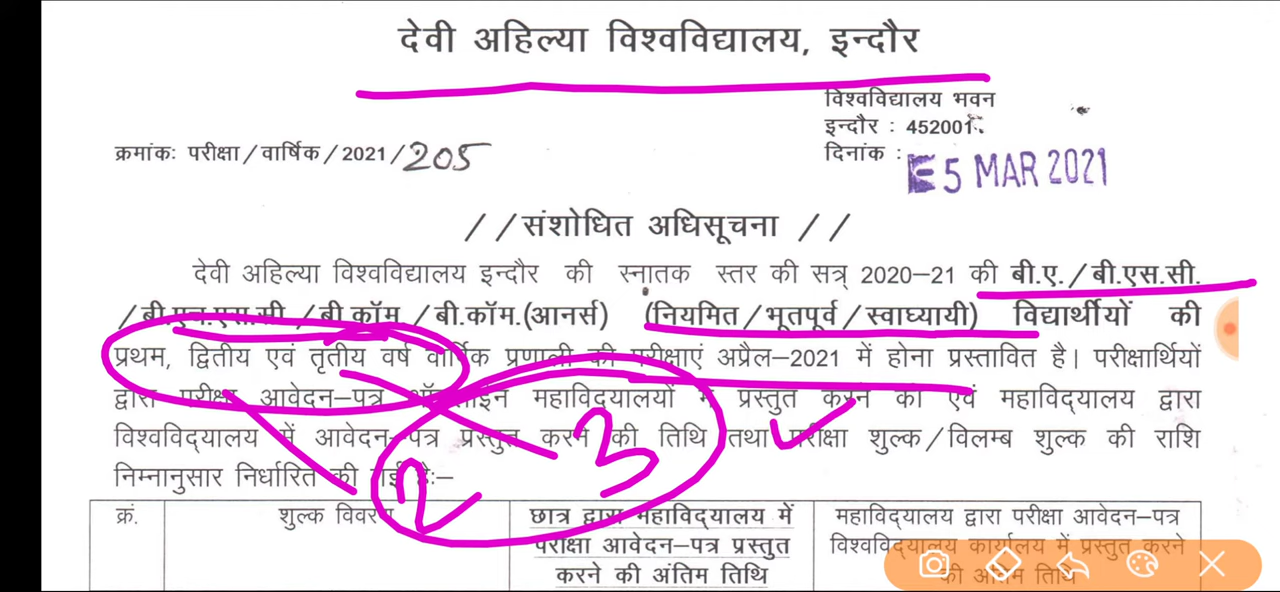 देवी अहिल्या विश्वविद्यालय, इन्दौर
विश्वविद्यालय भवन
इन्दौर : 452001
क्रमांकः परीक्षा/वार्षिक/2021/205
दिनांक :
5 MAR 2021
//संशोधित अधिसूचना //
देवी अहिल्या विश्वविद्यालय इन्दौर की स्नातक स्तर की सत्र् 2020–21 की बी.ए./बी.एस.सी.
/बी.एच.एस.सी/बी.कॉम/बी.कॉम.(आनर्स) (नियमित/भूतपूर्व/स्वाध्यायी) विद्यार्थीयों की
प्रथम, द्वितीय एवं तृतीय वर्ष वार्षिक प्रणाली की परीक्षाएं अप्रैल–2021 में होना प्रस्तावित है। परीक्षार्थियों
द्वारा परीक्षा आवेदन–पत्र ऑनलाइन महाविद्यालयों में प्रस्तुत करने की एवं महाविद्यालय द्वारा
विश्वविद्यालय में आवेदन–पत्र प्रस्तुत करने की तिथि तथा परीक्षा शुल्क/विलम्ब शुल्क की राशि
निम्नानुसार निर्धारित की गई हैः–
2 3
क्रं. शुल्क विवरण छात्र द्वारा महाविद्यालय में महाविद्यालय द्वारा परीक्षा आवेदन–पत्र
परीक्षा आवेदन–पत्र प्रस्तुत विश्वविद्यालय कार्यालय में प्रस्तुत करने
करने की अंतिम तिथि की अंतिम तिथि